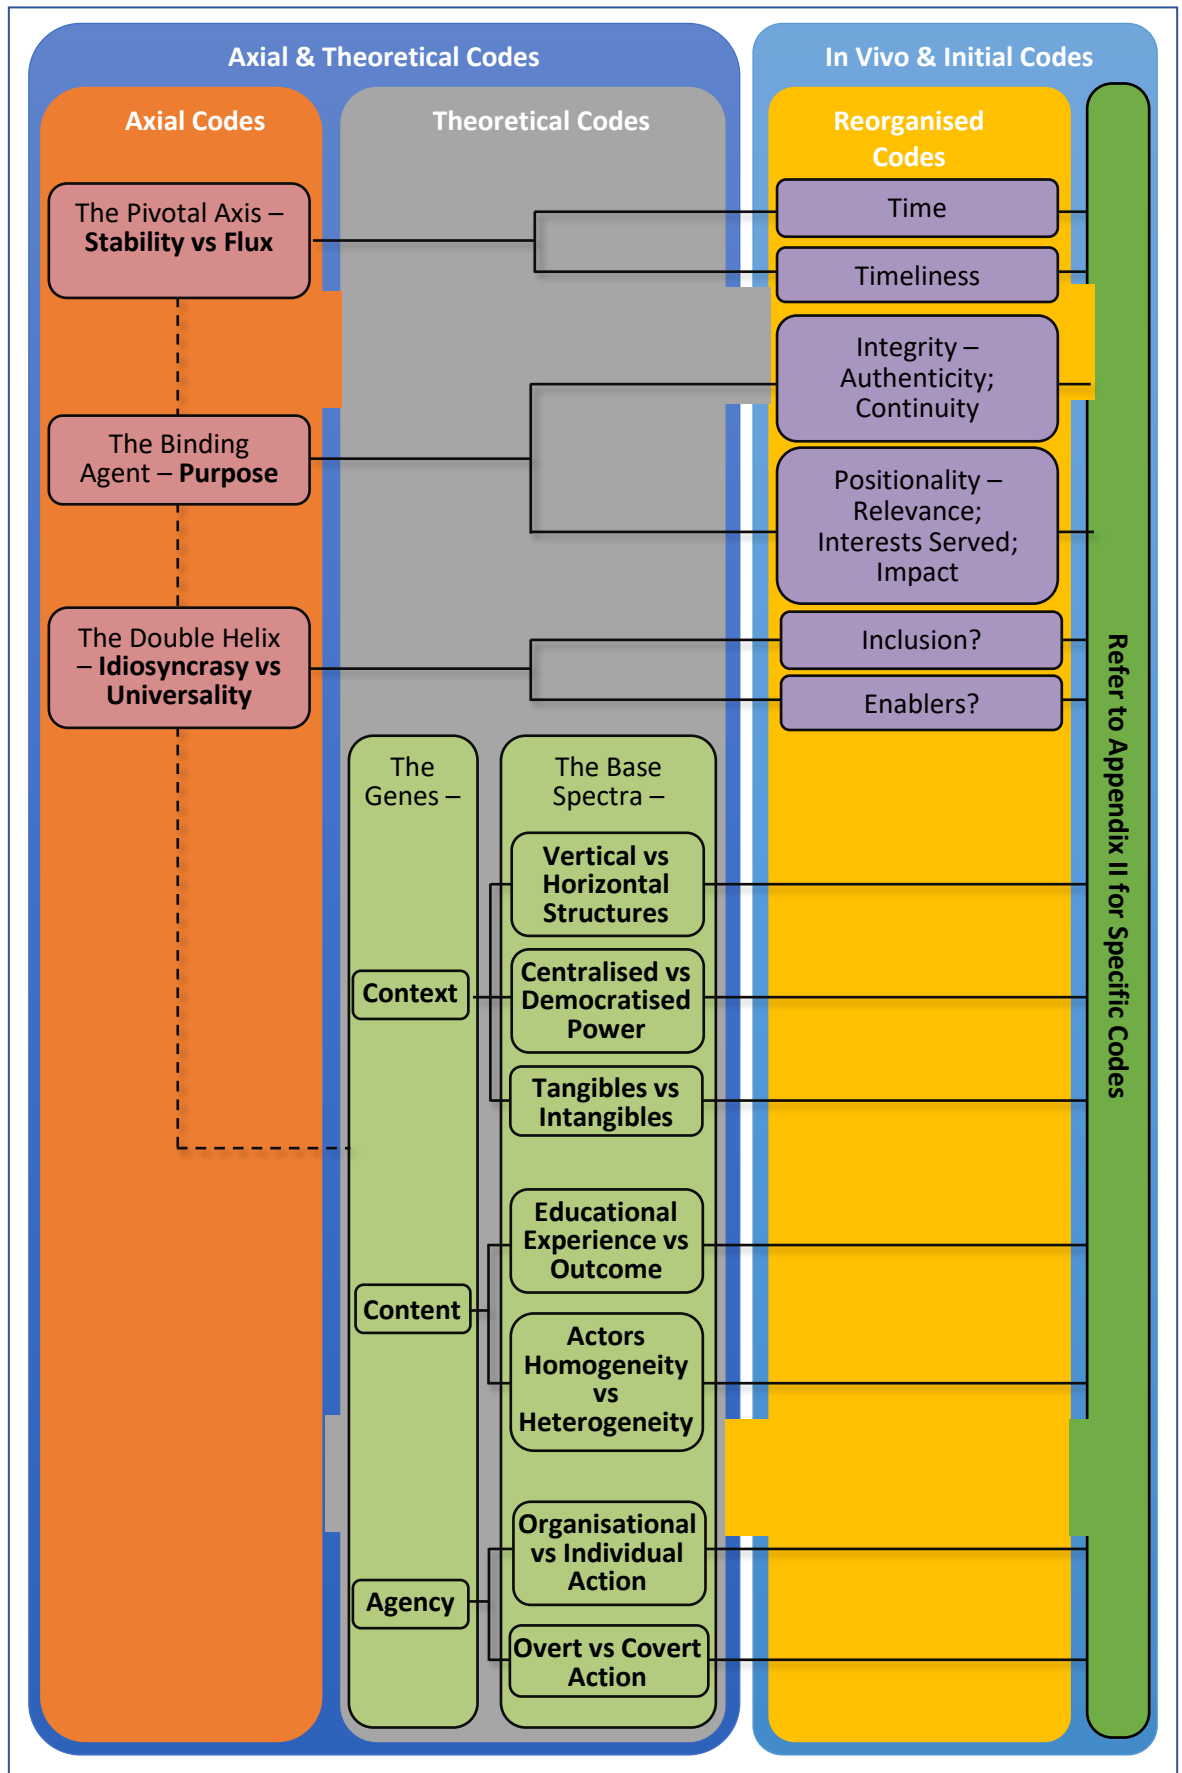 Axial & Theoretical Codes
In Vivo & Initial Codes
Axial Codes
Theoretical Codes
Reorganised
Codes
The Pivotal Axis –
Stability vs Flux
Time
Timeliness
Integrity –
Authenticity;
Continuity
The Binding
Agent – Purpose
Positionality –
Relevance;
Interests Served;
Impact
The Double Helix
– Idiosyncrasy vs
Universality
Inclusion?
Enablers?
Refer to Appendix II for Specific Codes
The
Genes –
The Base
Spectra –
Context
Vertical vs
Horizontal
Structures
Centralised vs
Democratised
Power
Tangibles vs
Intangibles
Content
Educational
Experience vs
Outcome
Actors
Homogeneity
vs
Heterogeneity
Agency
Organisational
vs Individual
Action
Overt vs Covert
Action